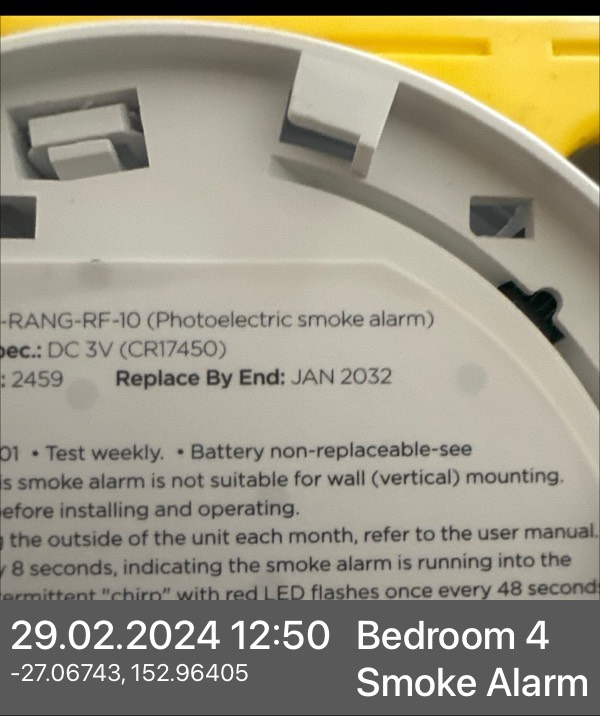 -RANG-RF-10 (Photoelectric smoke alarm)
ec.: DC 3V (CR17450)
: 2459 Replace By End: JAN 2032
01 • Test weekly. • Battery non-replaceable-see
is smoke alarm is not suitable for wall (vertical) mounting.
efore installing and operating.
the outside of the unit each month, refer to the user manual.
8 seconds, indicating the smoke alarm is running into the
ermittent "chirp" with red LED flashes once every 48 second
29.02.2024 12:50
-27.06743, 152.96405
Bedroom 4
Smoke Alarm